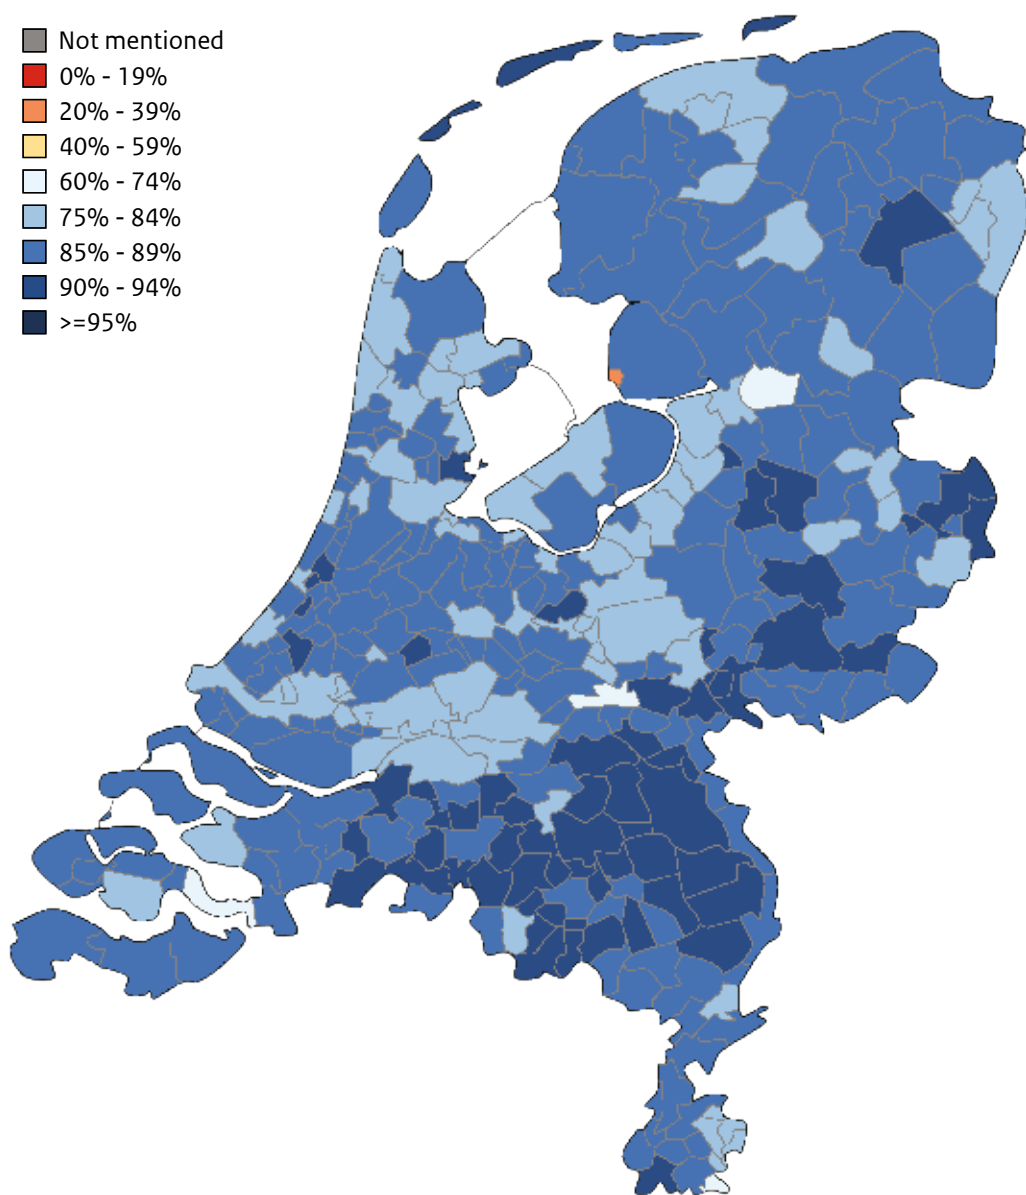 Not mentioned
0% - 19%
20% - 39%
40% - 59%
60% - 74%
75% - 84%
85% - 89%
90% - 94%
>=95%